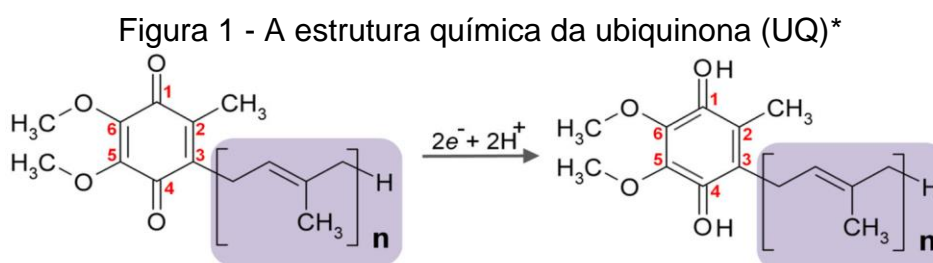 Figura 1 - A estrutura química da ubiquinona (UQ)*
O
1
CH₃
O
H₃C
6
2
5
3
H₃C
O
4
O
CH₃
H
n
2e⁻ + 2H⁺
OH
1
CH₃
O
H₃C
6
2
5
3
H₃C
O
4
OH
CH₃
H
n